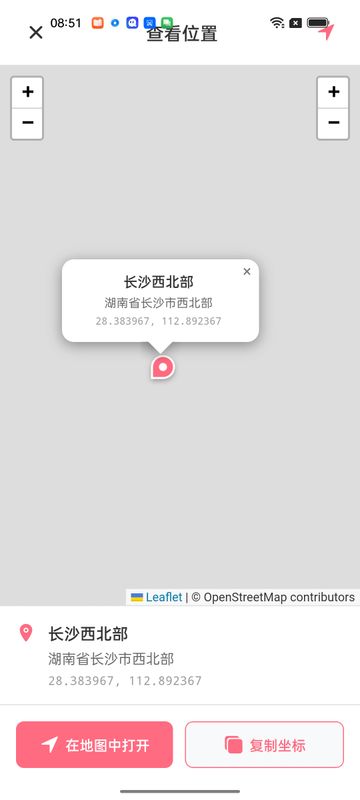 08:51
查看位置
+
+
−
−
×
长沙西北部
湖南省长沙市西北部
28.383967, 112.892367
Leaflet | © OpenStreetMap contributors
长沙西北部
湖南省长沙市西北部
28.383967, 112.892367
在地图中打开
复制坐标